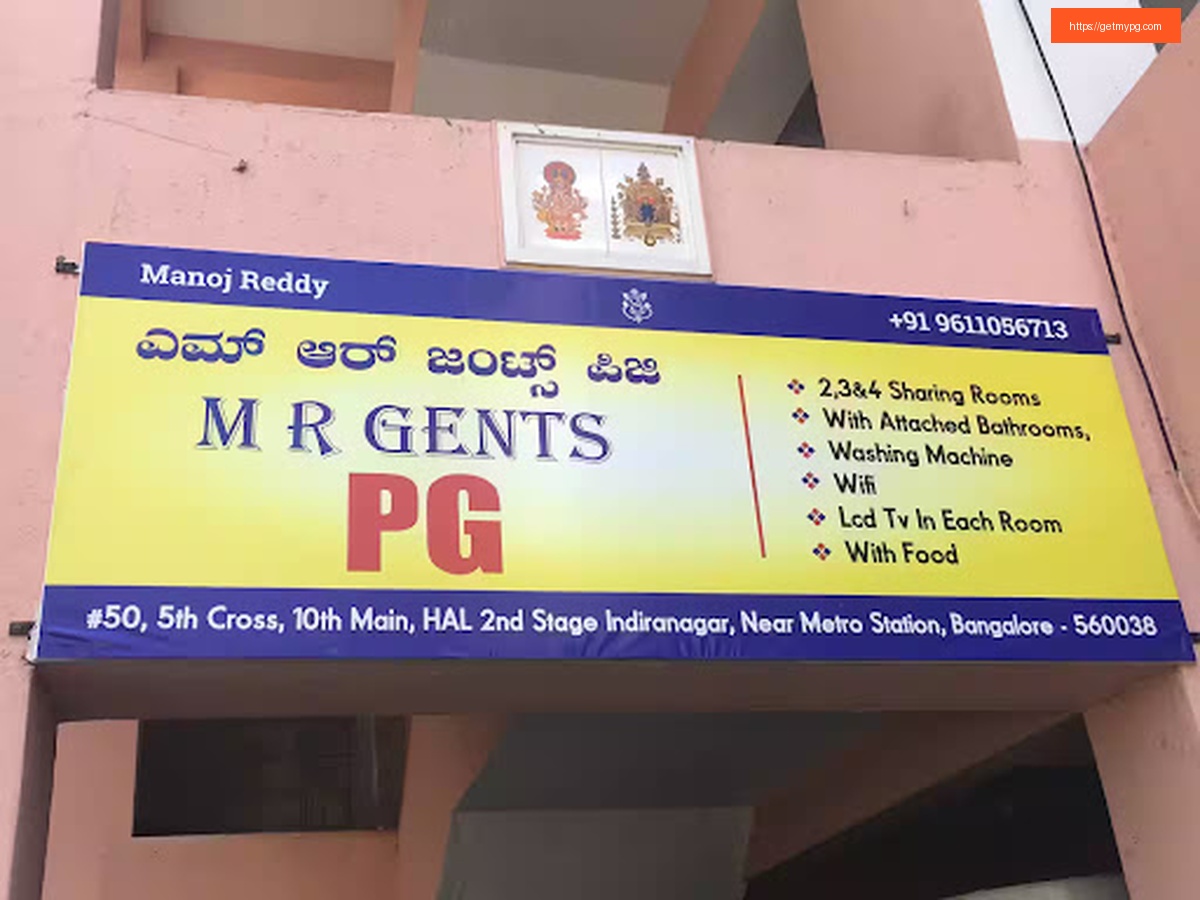 https://getmypg.com
Manoj Reddy
+91 9611056713
ಎಮ್ ಆರ್ ಜಂಟ್ಸ್ ಪಿಜಿ
M R GENTS
PG
2,3&4 Sharing Rooms
With Attached Bathrooms,
Washing Machine
Wifi
Lcd Tv In Each Room
With Food
#50, 5th Cross, 10th Main, HAL 2nd Stage Indiranagar, Near Metro Station, Bangalore - 560038